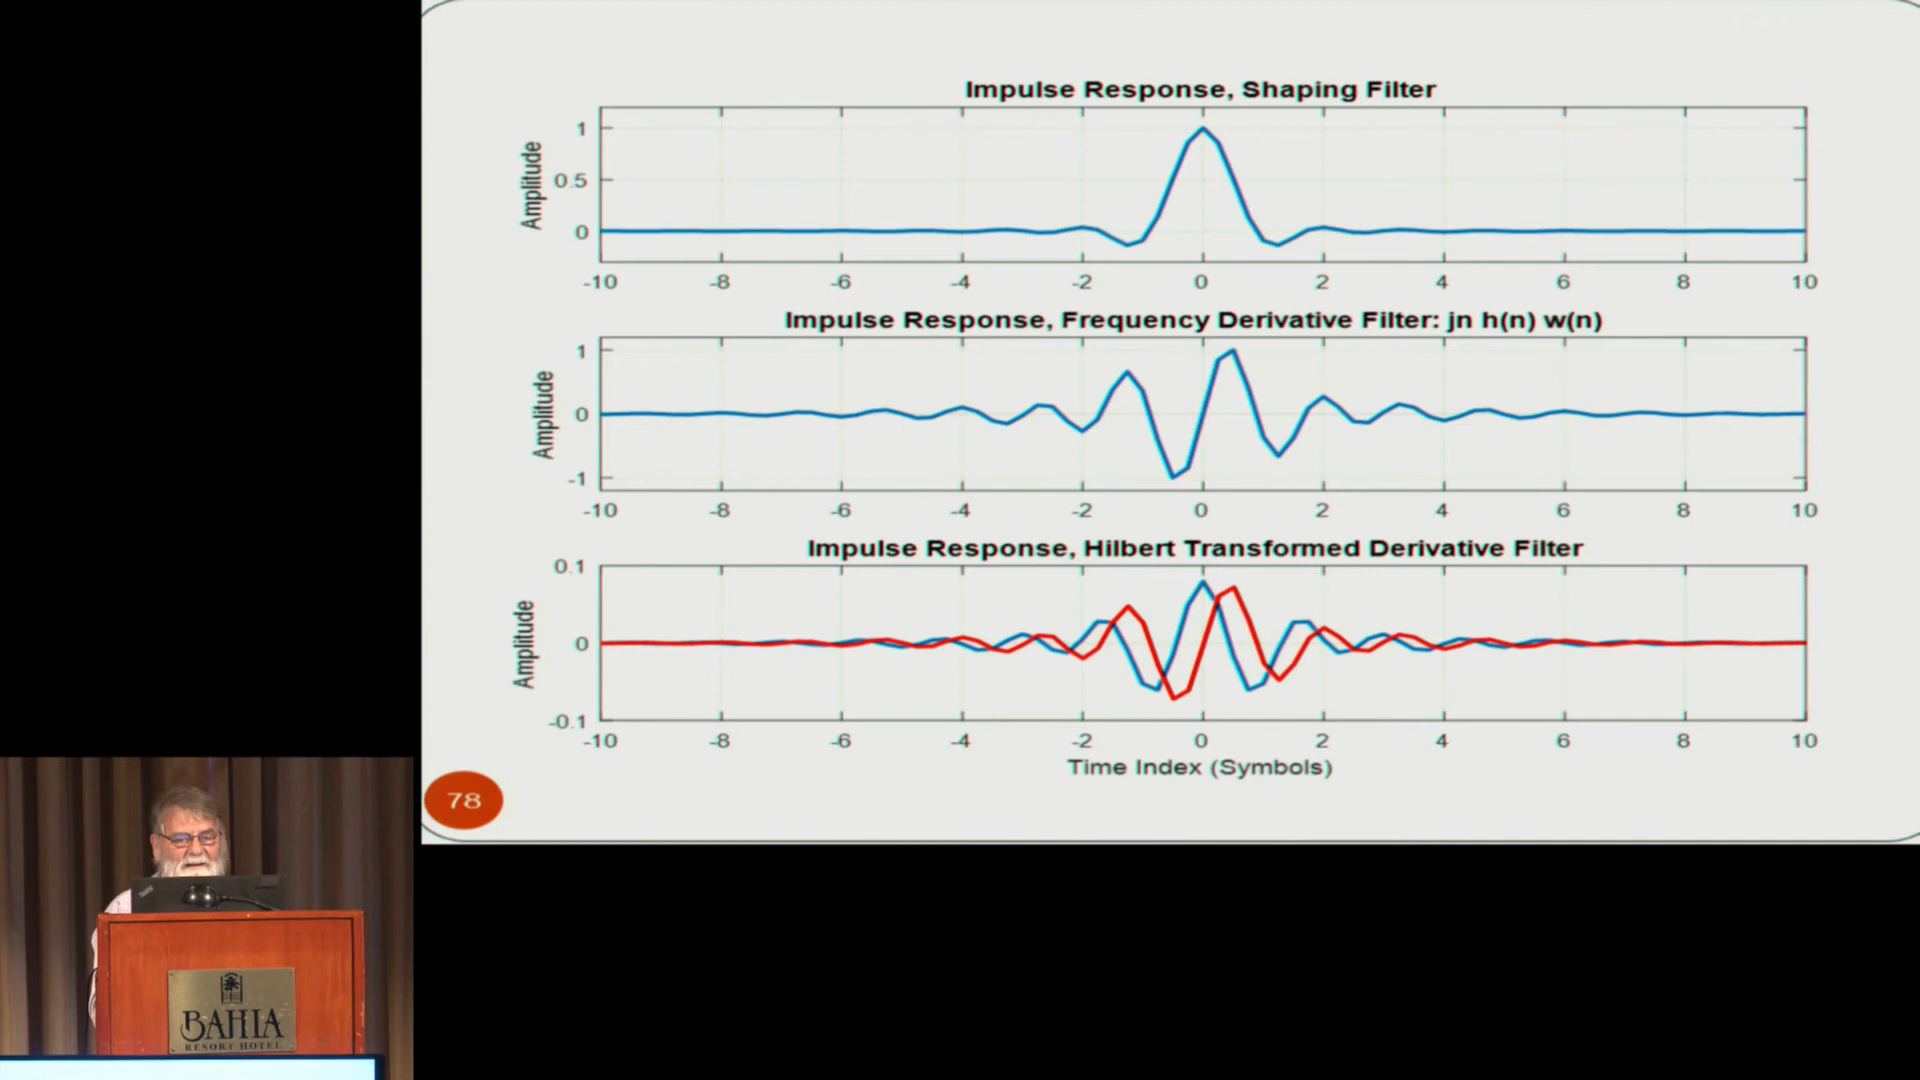 Impulse Response, Shaping Filter
Amplitude
1
0.5
0
-10 -8 -6 -4 -2 0 2 4 6 8 10
Impulse Response, Frequency Derivative Filter: jn h(n) w(n)
Amplitude
1
0
-1
-10 -8 -6 -4 -2 0 2 4 6 8 10
Impulse Response, Hilbert Transformed Derivative Filter
Amplitude
0.1
0
-0.1
-10 -8 -6 -4 -2 0 2 4 6 8 10
Time Index (Symbols)
78
BAHIA
RESORT HOTEL